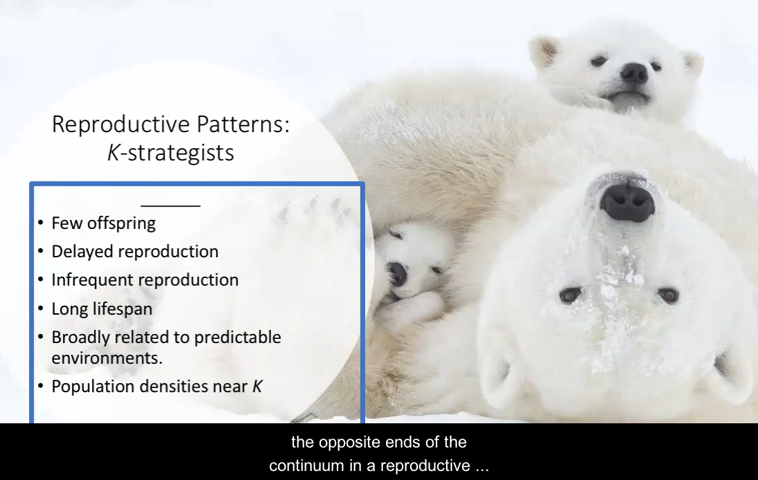 Reproductive Patterns:
K-strategists
• Few offspring
• Delayed reproduction
• Infrequent reproduction
• Long lifespan
• Broadly related to predictable
environments.
• Population densities near K
the opposite ends of the
continuum in a reproductive ...